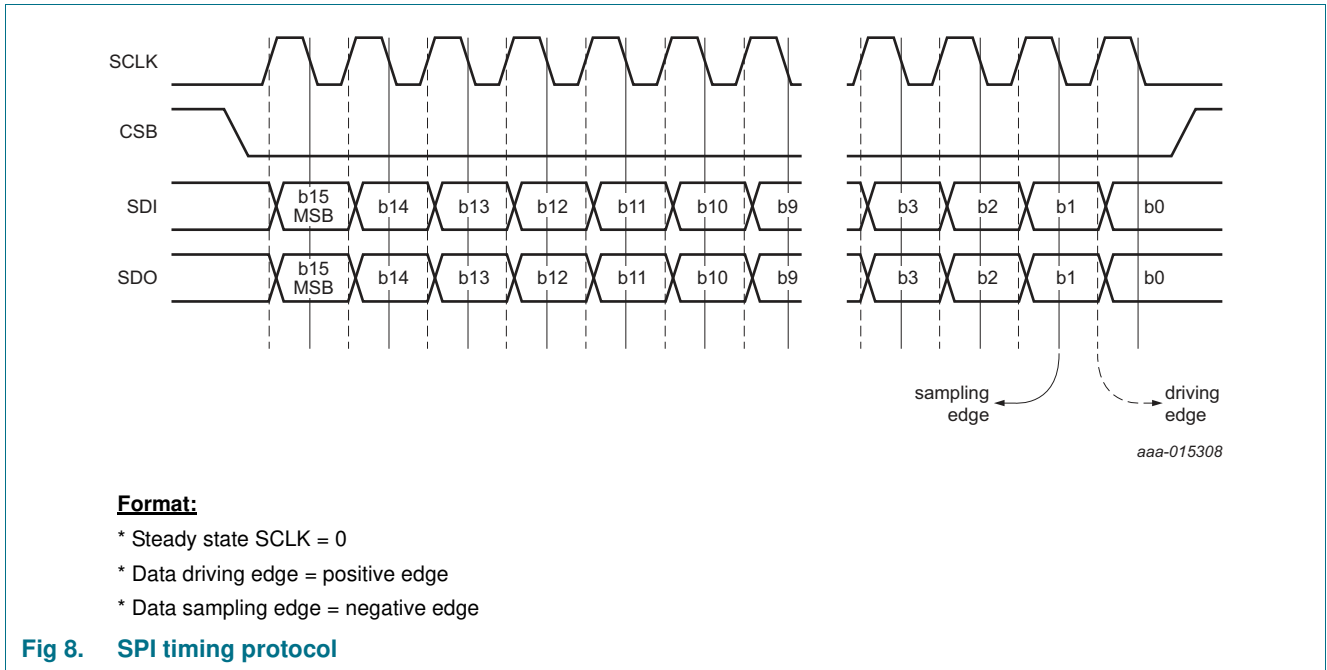 SCLK
CSB
SDI b15 MSB b14 b13 b12 b11 b10 b9 b3 b2 b1 b0
SDO b15 MSB b14 b13 b12 b11 b10 b9 b3 b2 b1 b0
sampling edge driving edge
aaa-015308
Format:
* Steady state SCLK = 0
* Data driving edge = positive edge
* Data sampling edge = negative edge
Fig 8. SPI timing protocol